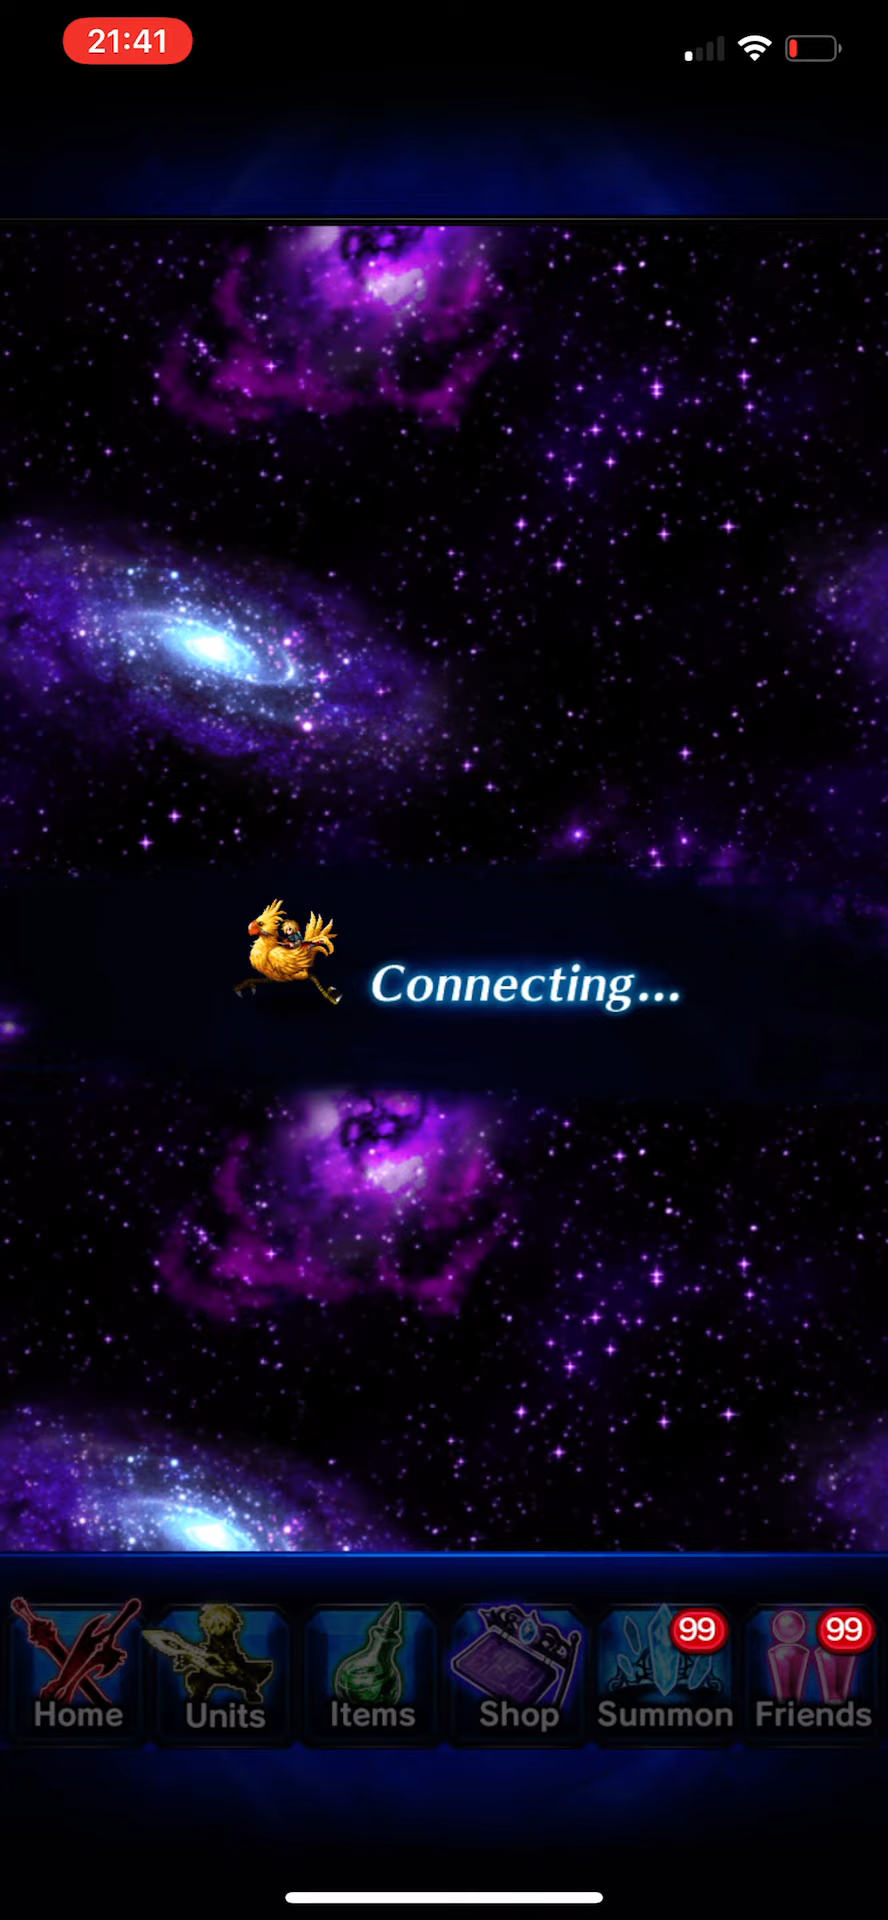 21:41
Connecting...
99
99
Home
Units
Items
Shop
Summon
Friends